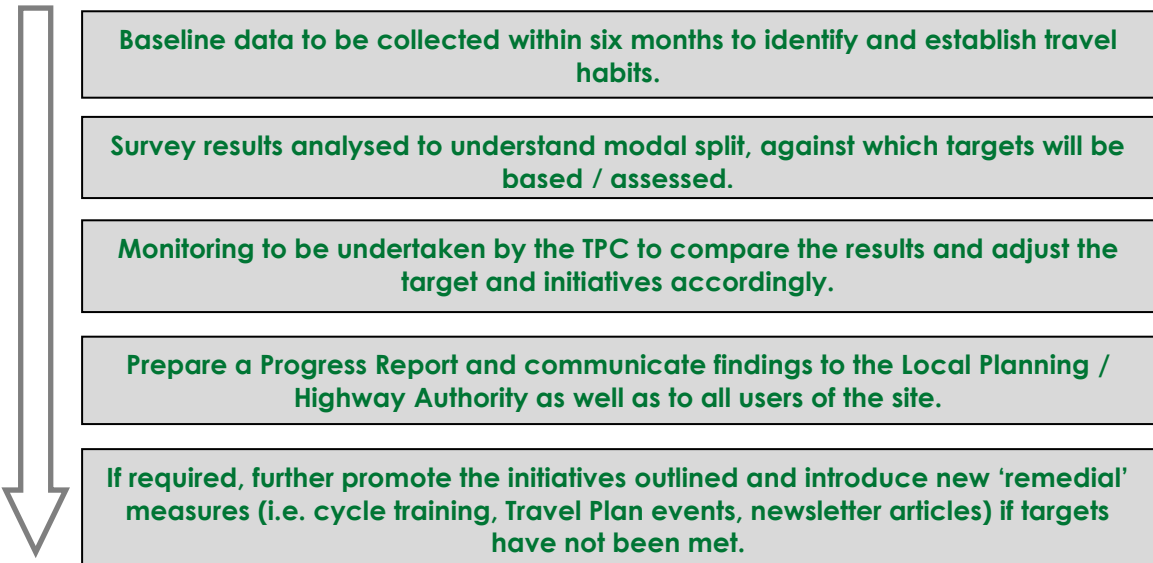 Baseline data to be collected within six months to identify and establish travel
habits.
Survey results analysed to understand modal split, against which targets will be
based / assessed.
Monitoring to be undertaken by the TPC to compare the results and adjust the
target and initiatives accordingly.
Prepare a Progress Report and communicate findings to the Local Planning /
Highway Authority as well as to all users of the site.
If required, further promote the initiatives outlined and introduce new ‘remedial’
measures (i.e. cycle training, Travel Plan events, newsletter articles) if targets
have not been met.